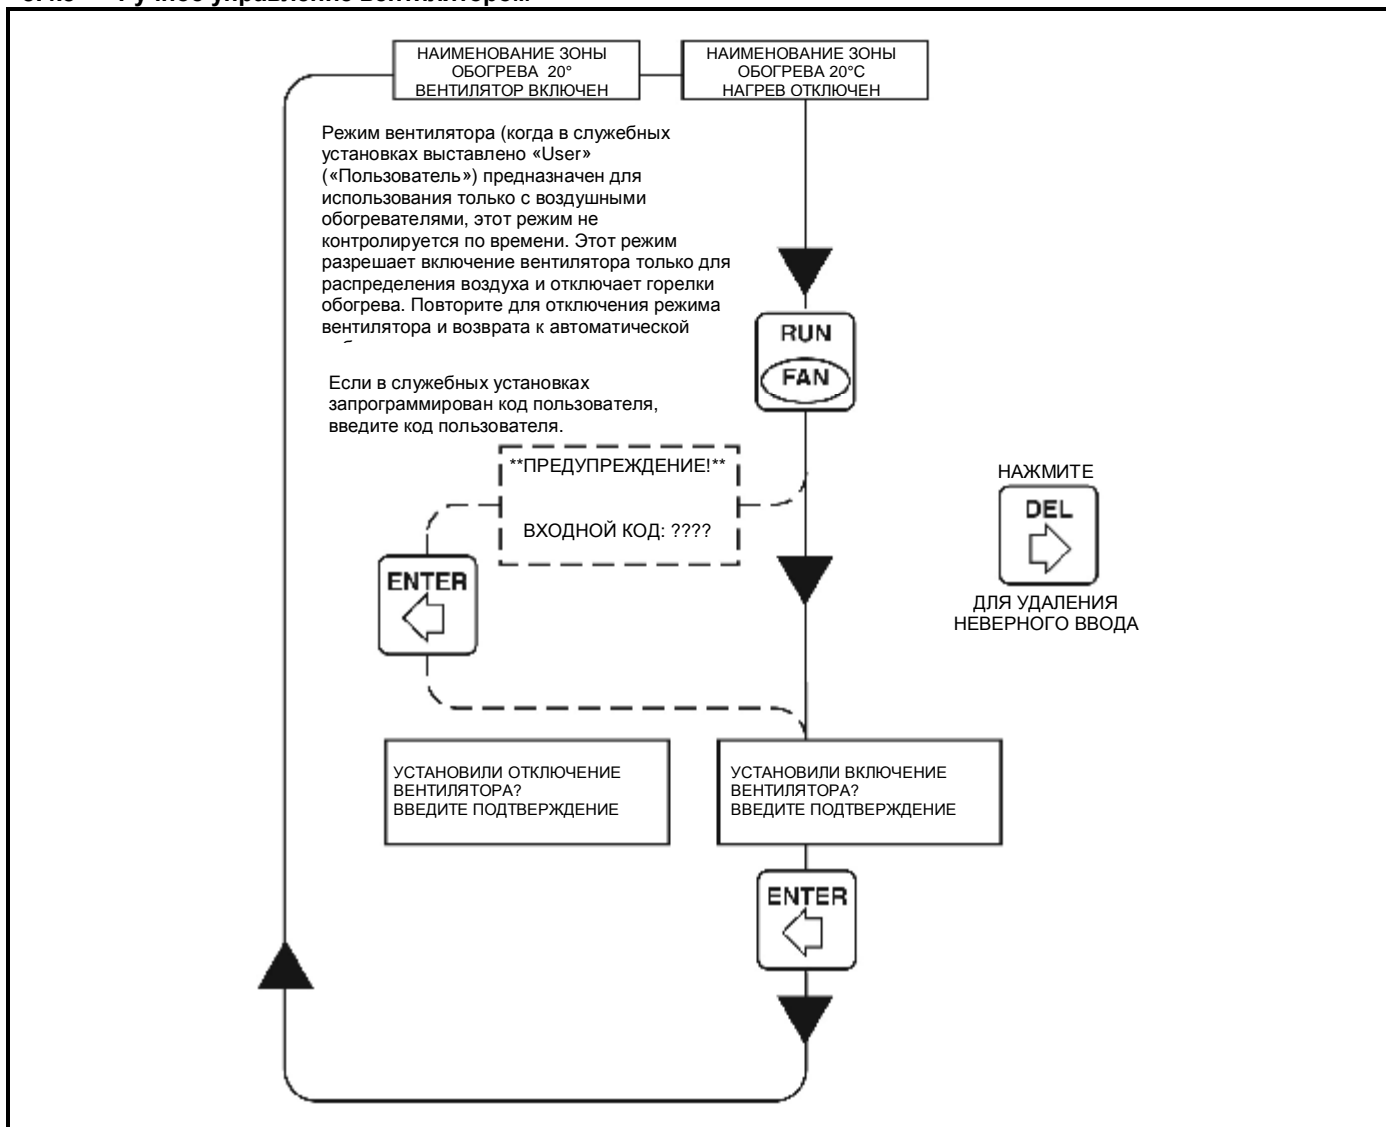 Ручное управление вентилятором
НАИМЕНОВАНИЕ ЗОНЫ
ОБОГРЕВА 20°
ВЕНТИЛЯТОР ВКЛЮЧЕН
НАИМЕНОВАНИЕ ЗОНЫ
ОБОГРЕВА 20°C
НАГРЕВ ОТКЛЮЧЕН
Режим вентилятора (когда в служебных
установках выставлено «User»
(«Пользователь») предназначен для
использования только с воздушными
обогревателями, этот режим не
контролируется по времени. Этот режим
разрешает включение вентилятора только для
распределения воздуха и отключает горелки
обогрева. Повторите для отключения режима
вентилятора и возврата к автоматической
RUN
FAN
Если в служебных установках
запрограммирован код пользователя,
введите код пользователя.
**ПРЕДУПРЕЖДЕНИЕ!**
ВХОДНОЙ КОД: ????
НАЖМИТЕ
DEL
ДЛЯ УДАЛЕНИЯ
НЕВЕРНОГО ВВОДА
ENTER
УСТАНОВИЛИ ОТКЛЮЧЕНИЕ
ВЕНТИЛЯТОРА?
ВВЕДИТЕ ПОДТВЕРЖДЕНИЕ
УСТАНОВИЛИ ВКЛЮЧЕНИЕ
ВЕНТИЛЯТОРА?
ВВЕДИТЕ ПОДТВЕРЖДЕНИЕ
ENTER